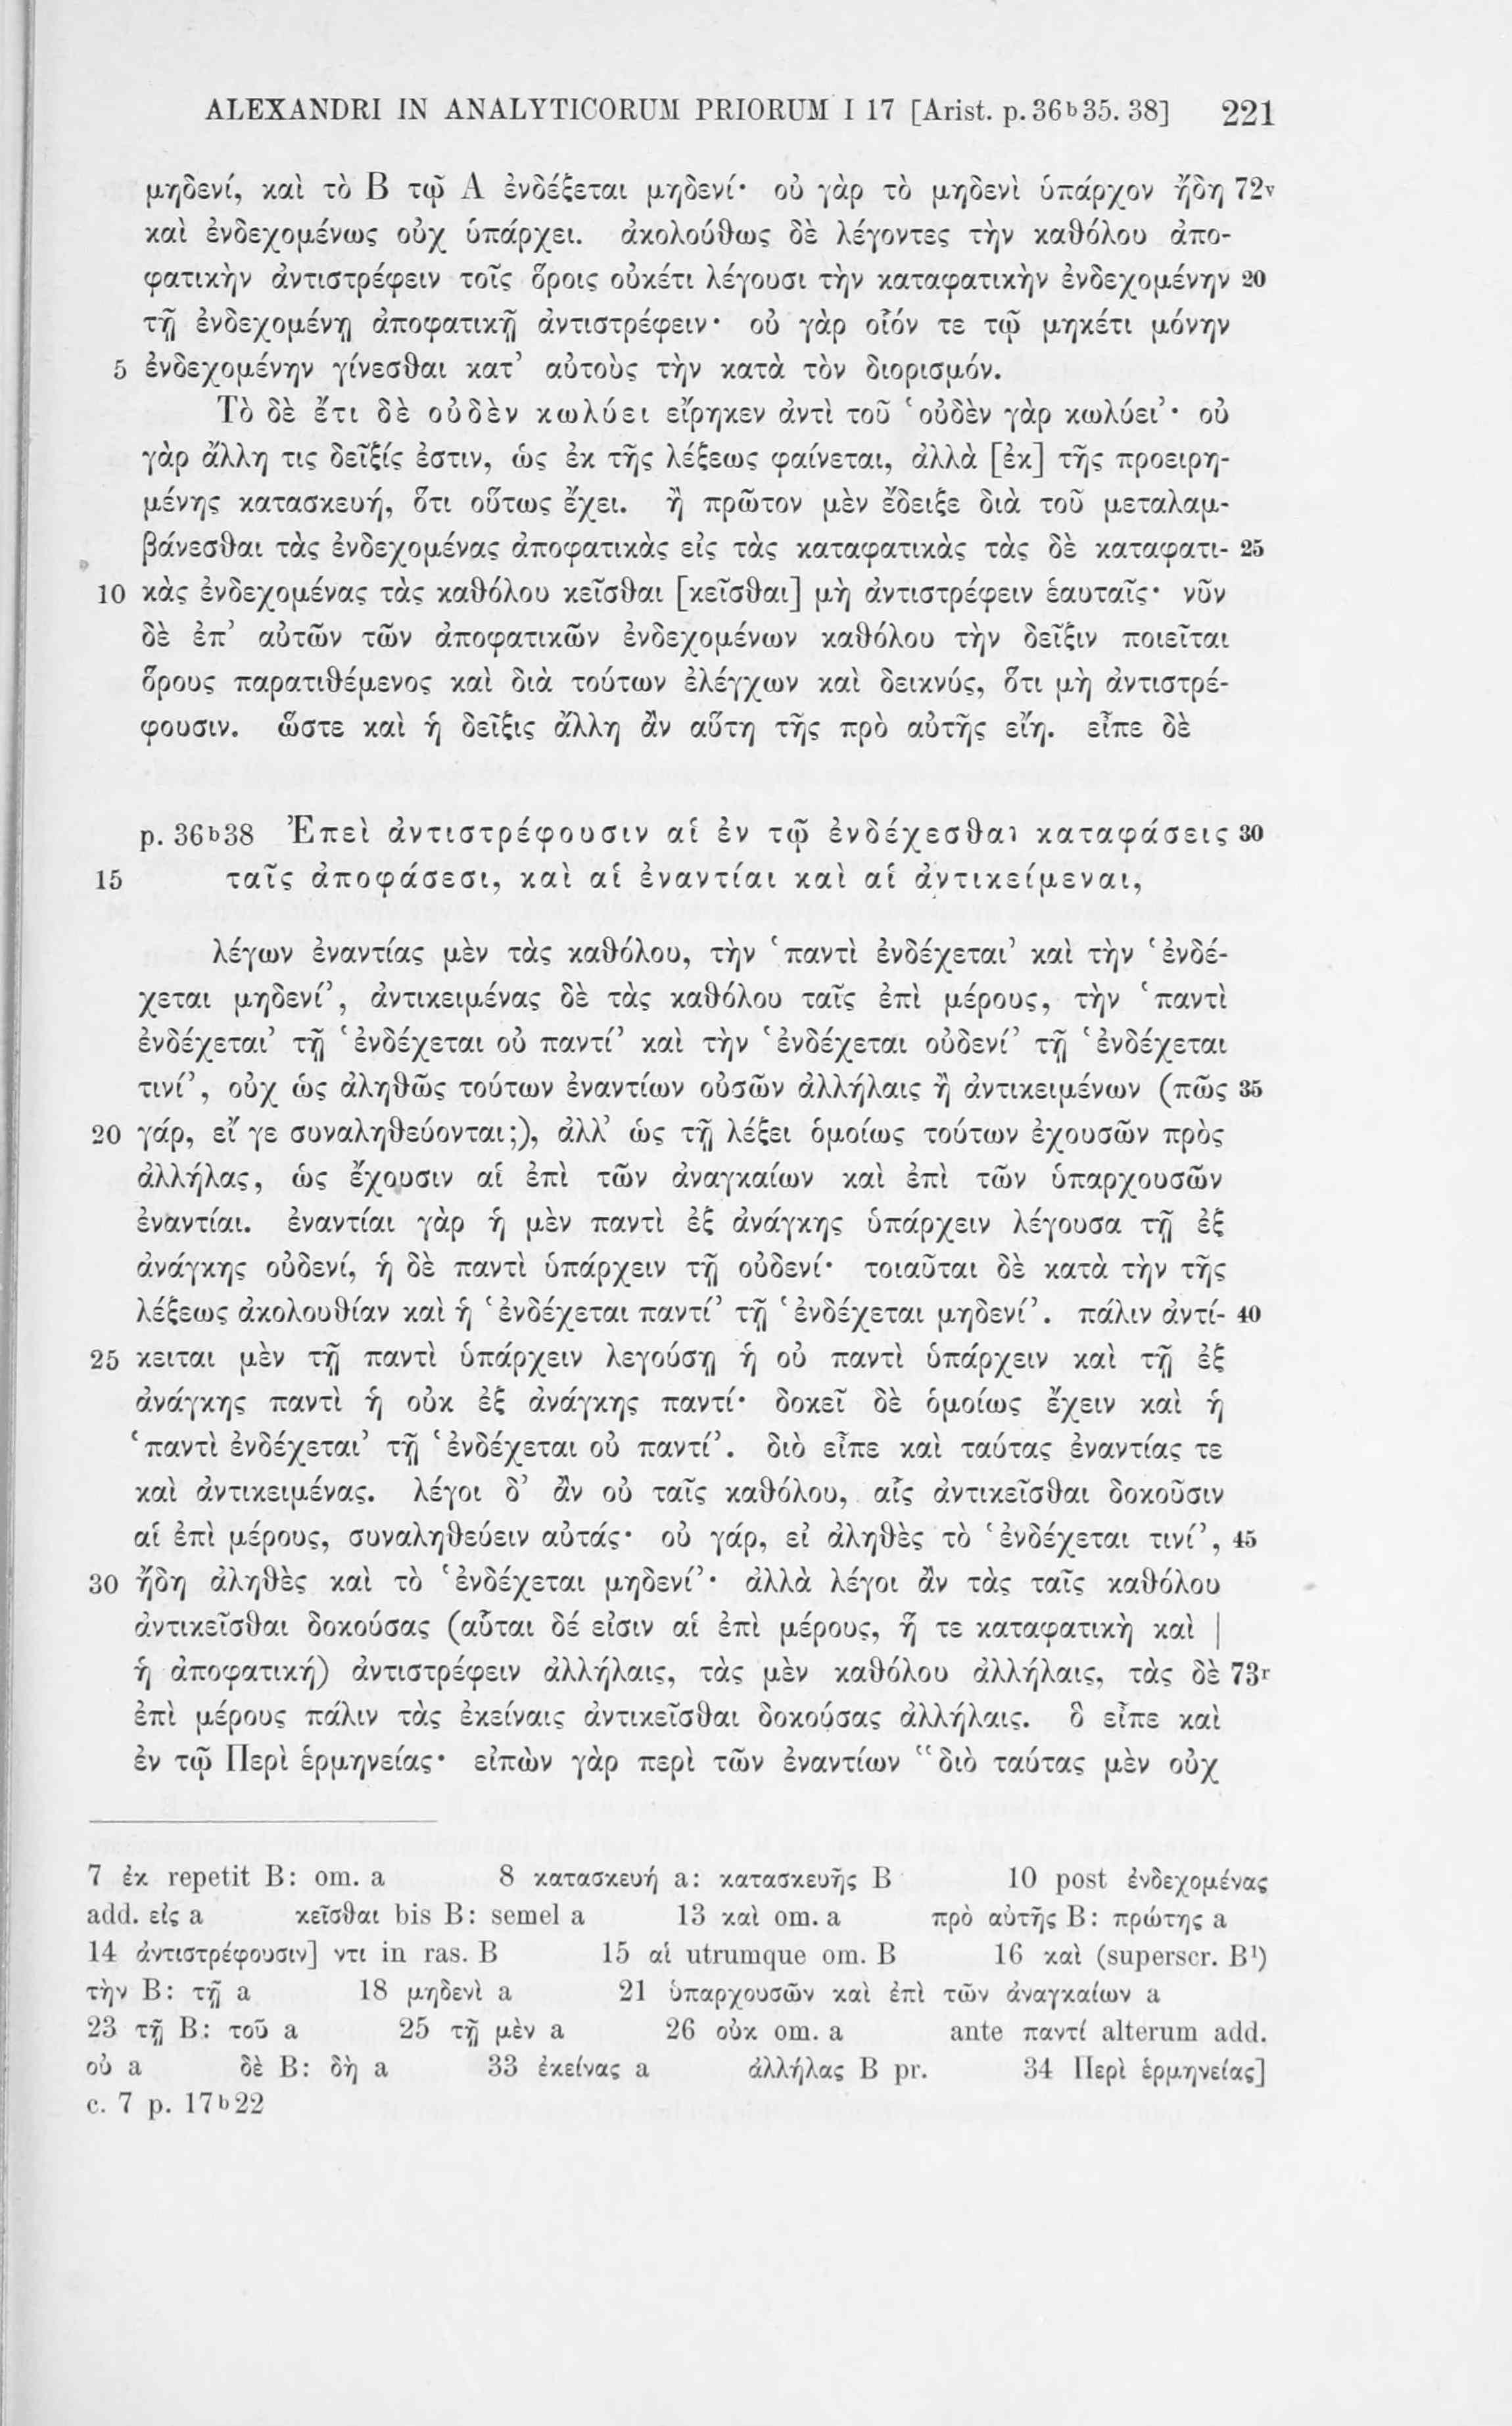 ALEXANDRI IN ANALYTICORUM PRIORUM I 17 [Arist. p. 36b35. 38] 221
μηδενί, καὶ τὸ Β τῷ Α ἐνδέξεται μηδενί· οὐ γὰρ τὸ μηδενὶ ὑπάρχον ἤδη 72v
καὶ ἐνδεχομένως οὐχ ὑπάρχει. ἀκολούθως δὲ λέγοντες τὴν καθόλου ἀπο-
φατικὴν ἀντιστρέφειν τοῖς ὅροις οὐκέτι λέγουσι τὴν καταφατικὴν ἐνδεχομένην 20
τῇ ἐνδεχομένῃ ἀποφατικῇ ἀντιστρέφειν· οὐ γὰρ οἷόν τε τῷ μηκέτι μόνην
5 ἐνδεχομένην γίνεσθαι κατ’ αὐτοὺς τὴν κατὰ τὸν διορισμόν.
Τὸ δὲ ἔτι δὲ οὐδὲν κωλύει εἴρηκεν ἀντὶ τοῦ ‘οὐδὲν γὰρ κωλύει’· οὐ
γὰρ ἄλλη τις δεῖξίς ἐστιν, ὡς ἐκ τῆς λέξεως φαίνεται, ἀλλὰ [ἐκ] τῆς προειρη-
μένης κατασκευή, ὅτι οὕτως ἔχει. ἢ πρῶτον μὲν ἔδειξε διὰ τοῦ μεταλαμ-
βάνεσθαι τὰς ἐνδεχομένας ἀποφατικὰς εἰς τὰς καταφατικὰς τὰς δὲ καταφατι- 25
10 κὰς ἐνδεχομένας τὰς καθόλου κεῖσθαι [κεῖσθαι] μὴ ἀντιστρέφειν ἑαυταῖς· νῦν
δὲ ἐπ’ αὐτῶν τῶν ἀποφατικῶν ἐνδεχομένων καθόλου τὴν δεῖξιν ποιεῖται
ὅρους παρατιθέμενος καὶ διὰ τούτων ἐλέγχων καὶ δεικνύς, ὅτι μὴ ἀντιστρέ-
φουσιν. ὥστε καὶ ἡ δεῖξις ἄλλη ἂν αὕτη τῆς πρὸ αὐτῆς εἴη. εἶπε δὲ
p. 36b38 Ἐπεὶ ἀντιστρέφουσιν αἱ ἐν τῷ ἐνδέχεσθαι καταφάσεις 30
15 ταῖς ἀποφάσεσι, καὶ αἱ ἐναντίαι καὶ αἱ ἀντικείμεναι,
λέγων ἐναντίας μὲν τὰς καθόλου, τὴν ‘παντὶ ἐνδέχεται’ καὶ τὴν ‘ἐνδέ-
χεται μηδενί’, ἀντικειμένας δὲ τὰς καθόλου ταῖς ἐπὶ μέρους, τὴν ‘παντὶ
ἐνδέχεται’ τῇ ‘ἐνδέχεται οὐ παντί’ καὶ τὴν ‘ἐνδέχεται οὐδενί’ τῇ ‘ἐνδέχεται
τινί’, οὐχ ὡς ἀληθῶς τούτων ἐναντίων οὐσῶν ἀλλήλαις ἢ ἀντικειμένων (πῶς 35
20 γάρ, εἴ γε συναληθεύονται;), ἀλλ’ ὡς τῇ λέξει ὁμοίως τούτων ἐχουσῶν πρὸς
ἀλλήλας, ὡς ἔχουσιν αἱ ἐπὶ τῶν ἀναγκαίων καὶ ἐπὶ τῶν ὑπαρχουσῶν
ἐναντίαι. ἐναντίαι γὰρ ἡ μὲν παντὶ ἐξ ἀνάγκης ὑπάρχειν λέγουσα τῇ ἐξ
ἀνάγκης οὐδενί, ἡ δὲ παντὶ ὑπάρχειν τῇ οὐδενί· τοιαῦται δὲ κατὰ τὴν τῆς
λέξεως ἀκολουθίαν καὶ ἡ ‘ἐνδέχεται παντί’ τῇ ‘ἐνδέχεται μηδενί’. πάλιν ἀντί- 40
25 κειται μὲν τῇ παντὶ ὑπάρχειν λεγούσῃ ἡ οὐ παντὶ ὑπάρχειν καὶ τῇ ἐξ
ἀνάγκης παντὶ ἡ οὐκ ἐξ ἀνάγκης παντί· δοκεῖ δὲ ὁμοίως ἔχειν καὶ ἡ
‘παντὶ ἐνδέχεται’ τῇ ‘ἐνδέχεται οὐ παντί’. διὸ εἶπε καὶ ταύτας ἐναντίας τε
καὶ ἀντικειμένας. λέγοι δ’ ἂν οὐ ταῖς καθόλου, αἷς ἀντικεῖσθαι δοκοῦσιν
αἱ ἐπὶ μέρους, συναληθεύειν αὐτάς· οὐ γάρ, εἰ ἀληθὲς τὸ ‘ἐνδέχεται τινί’, 45
30 ἤδη ἀληθὲς καὶ τὸ ‘ἐνδέχεται μηδενί’· ἀλλὰ λέγοι ἂν τὰς ταῖς καθόλου
ἀντικεῖσθαι δοκούσας (αὗται δέ εἰσιν αἱ ἐπὶ μέρους, ἥ τε καταφατικὴ καὶ |
ἡ ἀποφατική) ἀντιστρέφειν ἀλλήλαις, τὰς μὲν καθόλου ἀλλήλαις, τὰς δὲ 73r
ἐπὶ μέρους πάλιν τὰς ἐκείναις ἀντικεῖσθαι δοκούσας ἀλλήλαις. ὃ εἶπε καὶ
ἐν τῷ Περὶ ἑρμηνείας· εἰπὼν γὰρ περὶ τῶν ἐναντίων “διὸ ταύτας μὲν οὐχ
7 ἐκ repetit B: om. a 8 κατασκευή a: κατασκευῆς B 10 post ἐνδεχομένας
add. εἰς a κεῖσθαι bis B: semel a 13 καὶ om. a πρὸ αὐτῆς B: πρώτης a
14 ἀντιστρέφουσιν] ντι in ras. B 15 αἱ utrumque om. B 16 καὶ (superscr. B¹)
τὴν B: τῇ a 18 μηδενὶ a 21 ὑπαρχουσῶν καὶ ἐπὶ τῶν ἀναγκαίων a
23 τῇ B: τοῦ a 25 τῇ μὲν a 26 οὐκ om. a ante παντί alterum add.
οὐ a δὲ B: δὴ a 33 ἐκείνας a ἀλλήλας B pr. 34 Περὶ ἑρμηνείας]
c. 7 p. 17b22